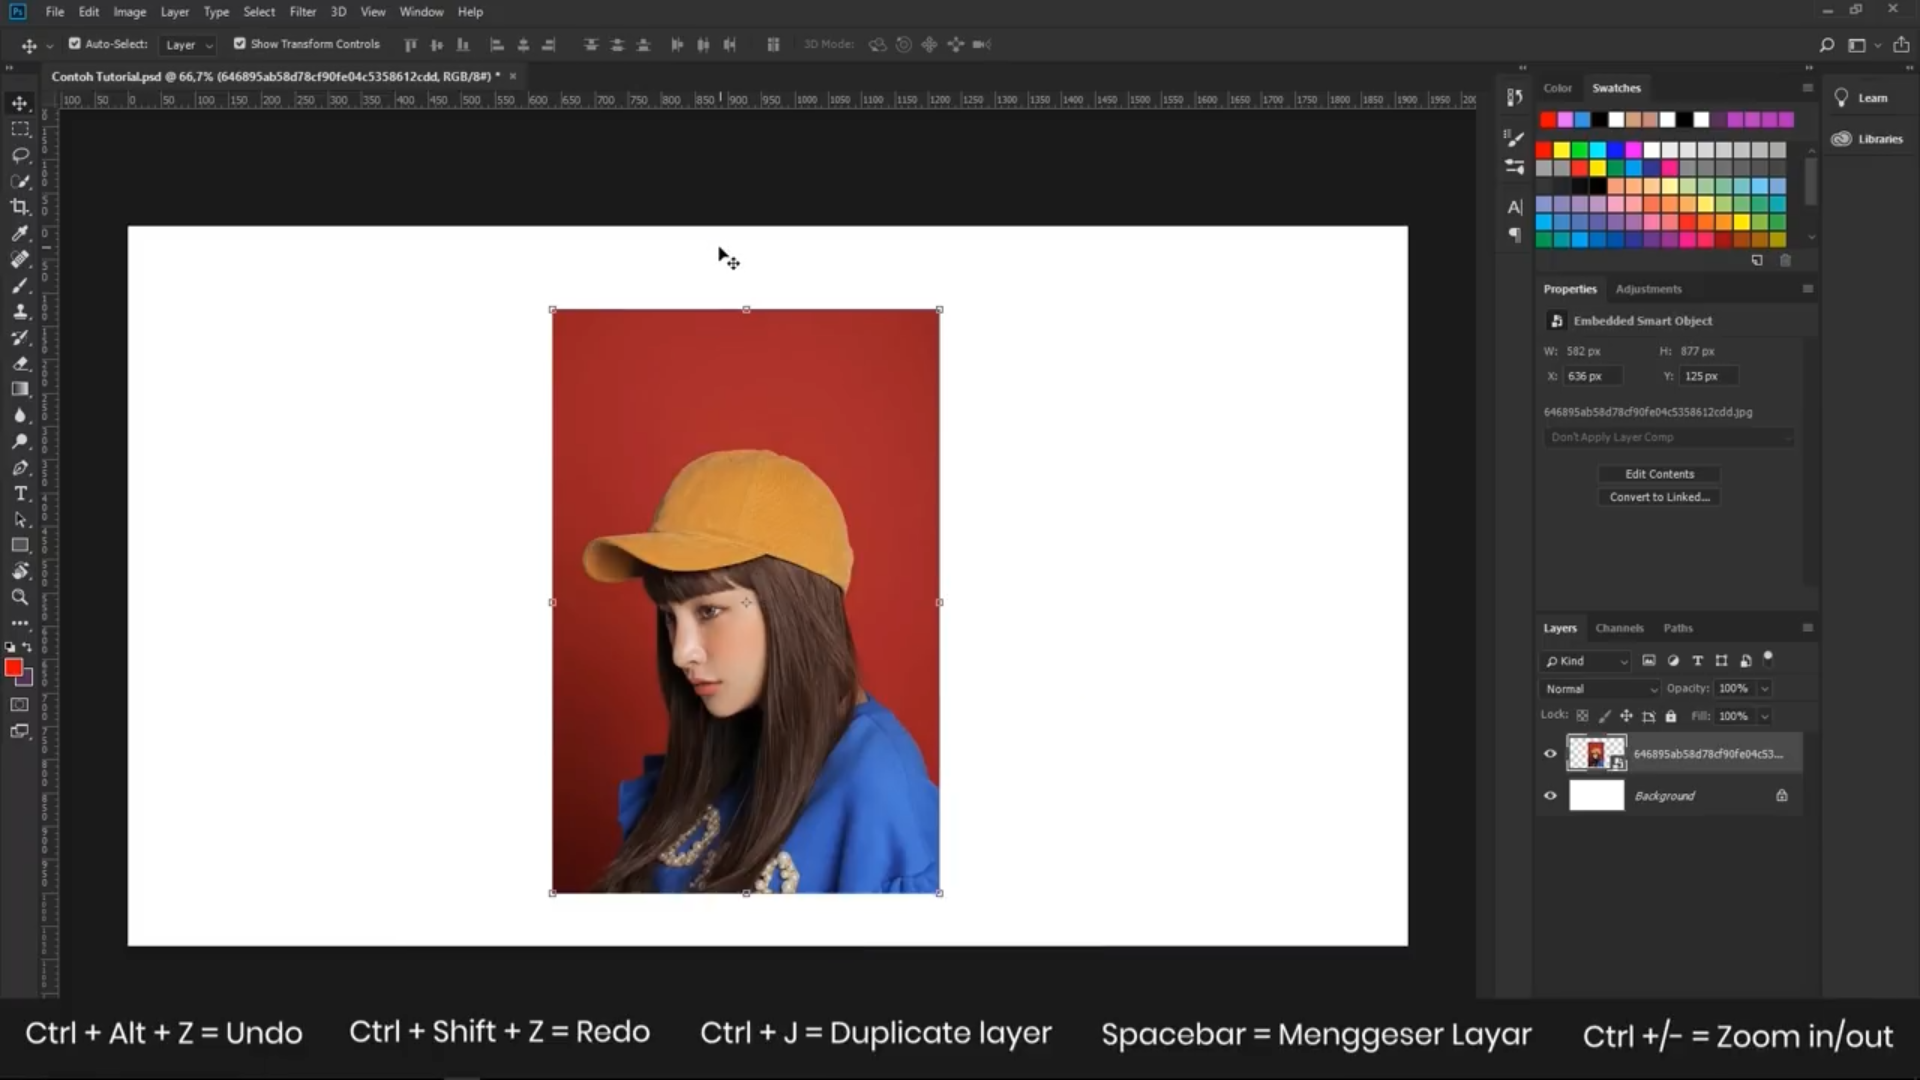 Ps File Edit Image Layer Type Select Filter 3D View Window Help
Auto-Select: Layer Show Transform Controls 3D Mode:
Contoh Tutorial.psd @ 66,7% (646895ab58d78cf90fe04c5358612cdd, RGB/8#) * ×
100 50 0 50 100 150 200 250 300 350 400 450 500 550 600 650 700 750 800 850 900 950 1000 1050 1100 1150 1200 1250 1300 1350 1400 1450 1500 1550 1600 1650 1700 1750 1800 1850 1900 1950 200
Color Swatches
Learn
Libraries
Properties Adjustments
Embedded Smart Object
W: 582 px H: 877 px
X: 636 px Y: 125 px
646895ab58d78cf90fe04c5358612cdd.jpg
Don't Apply Layer Comp
Edit Contents
Convert to Linked...
Layers Channels Paths
Kind
Normal Opacity: 100%
Lock: Fill: 100%
646895ab58d78cf90fe04c53...
Background
Ctrl + Alt + Z = Undo
Ctrl + Shift + Z = Redo
Ctrl + J = Duplicate layer
Spacebar = Menggeser Layar
Ctrl +/- = Zoom in/out